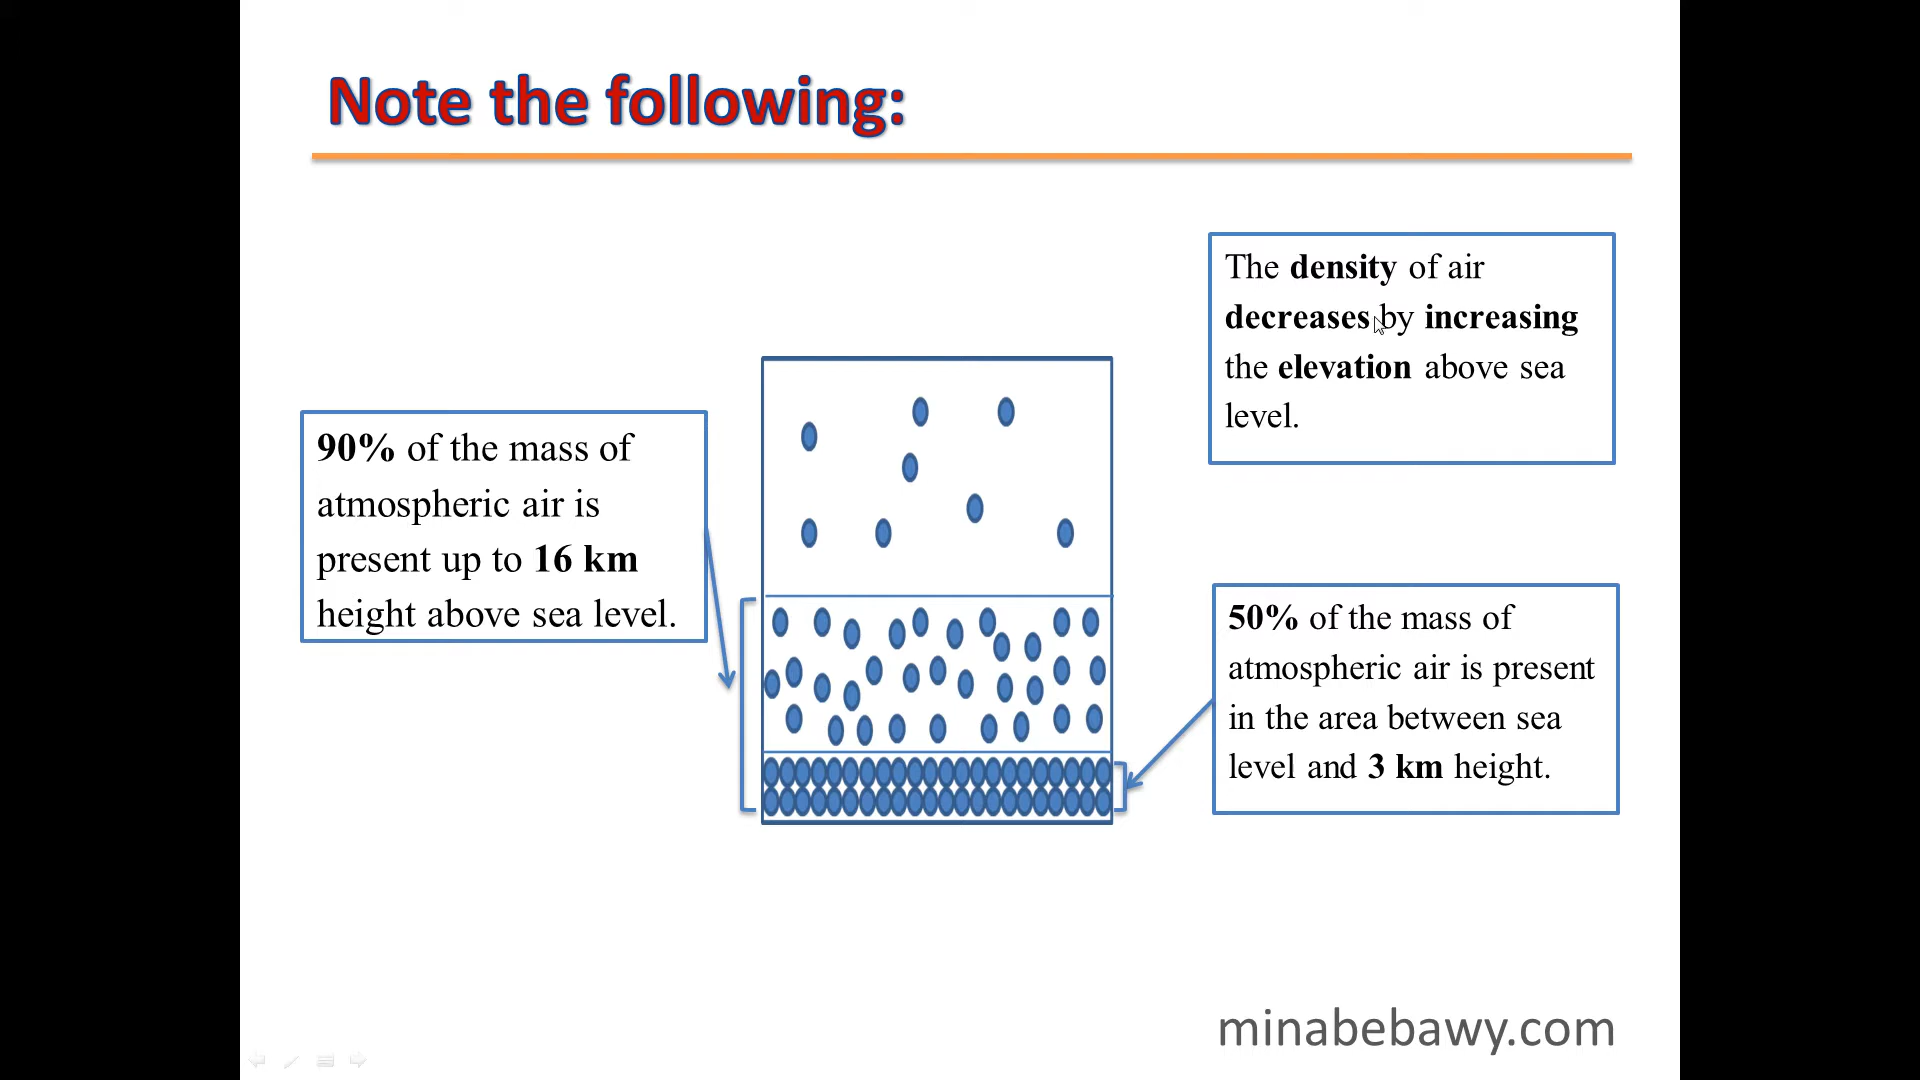 Note the following:
The density of air
decreases by increasing
the elevation above sea
level.
90% of the mass of
atmospheric air is
present up to 16 km
height above sea level.
50% of the mass of
atmospheric air is present
in the area between sea
level and 3 km height.
minabebawy.com